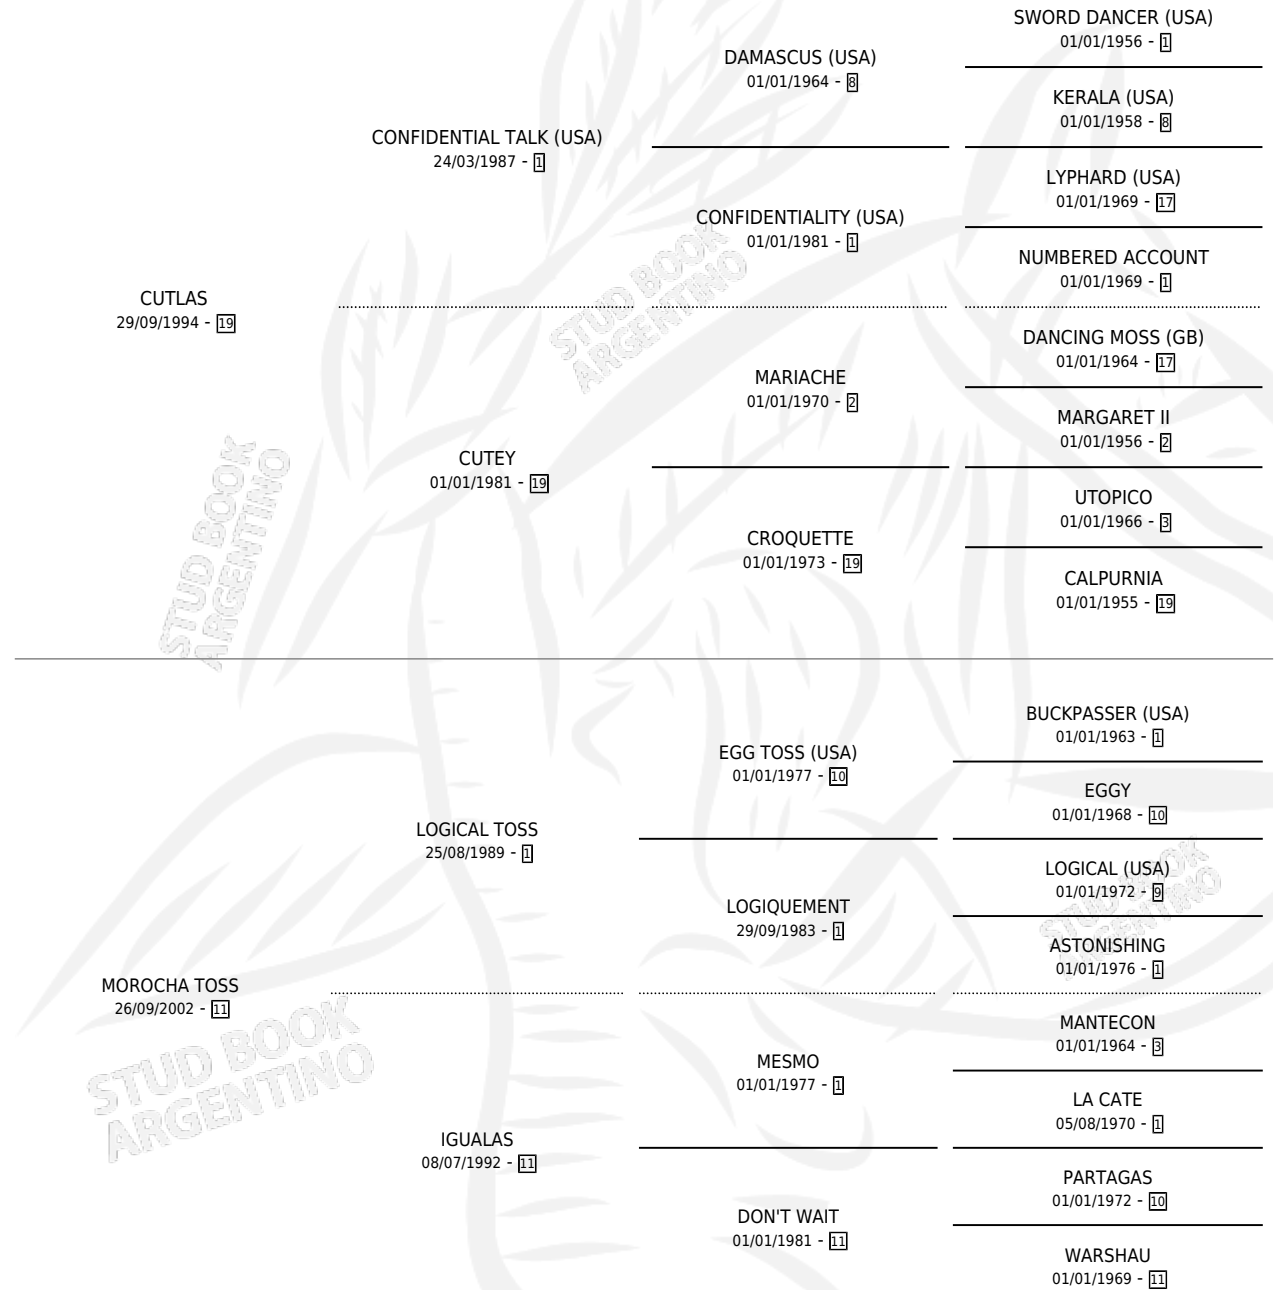 SWORD DANCER (USA)
01/01/1956 - 1
DAMASCUS (USA)
01/01/1964 - 8
KERALA (USA)
01/01/1958 - 8
CONFIDENTIAL TALK (USA)
24/03/1987 - 1
LYPHARD (USA)
01/01/1969 - 17
CONFIDENTIALITY (USA)
01/01/1981 - 1
NUMBERED ACCOUNT
01/01/1969 - 1
CUTLAS
29/09/1994 - 19
DANCING MOSS (GB)
01/01/1964 - 17
MARIACHE
01/01/1970 - 2
MARGARET II
01/01/1956 - 2
CUTEY
01/01/1981 - 19
UTOPICO
01/01/1966 - 3
CROQUETTE
01/01/1973 - 19
CALPURNIA
01/01/1955 - 19
BUCKPASSER (USA)
01/01/1963 - 1
EGG TOSS (USA)
01/01/1977 - 10
EGGY
01/01/1968 - 10
LOGICAL TOSS
25/08/1989 - 1
LOGICAL (USA)
01/01/1972 - 9
LOGIQUEMENT
29/09/1983 - 1
ASTONISHING
01/01/1976 - 1
MOROCHA TOSS
26/09/2002 - 11
MANTECON
01/01/1964 - 3
MESMO
01/01/1977 - 1
LA CATE
05/08/1970 - 1
IGUALAS
08/07/1992 - 11
PARTAGAS
01/01/1972 - 10
DON'T WAIT
01/01/1981 - 11
WARSHAU
01/01/1969 - 11
STUD BOOK
ARGENTINO
STUD BOOK
ARGENTINO
STUD BOOK
ARGENTINO
STUD BOOK
ARGENTINO